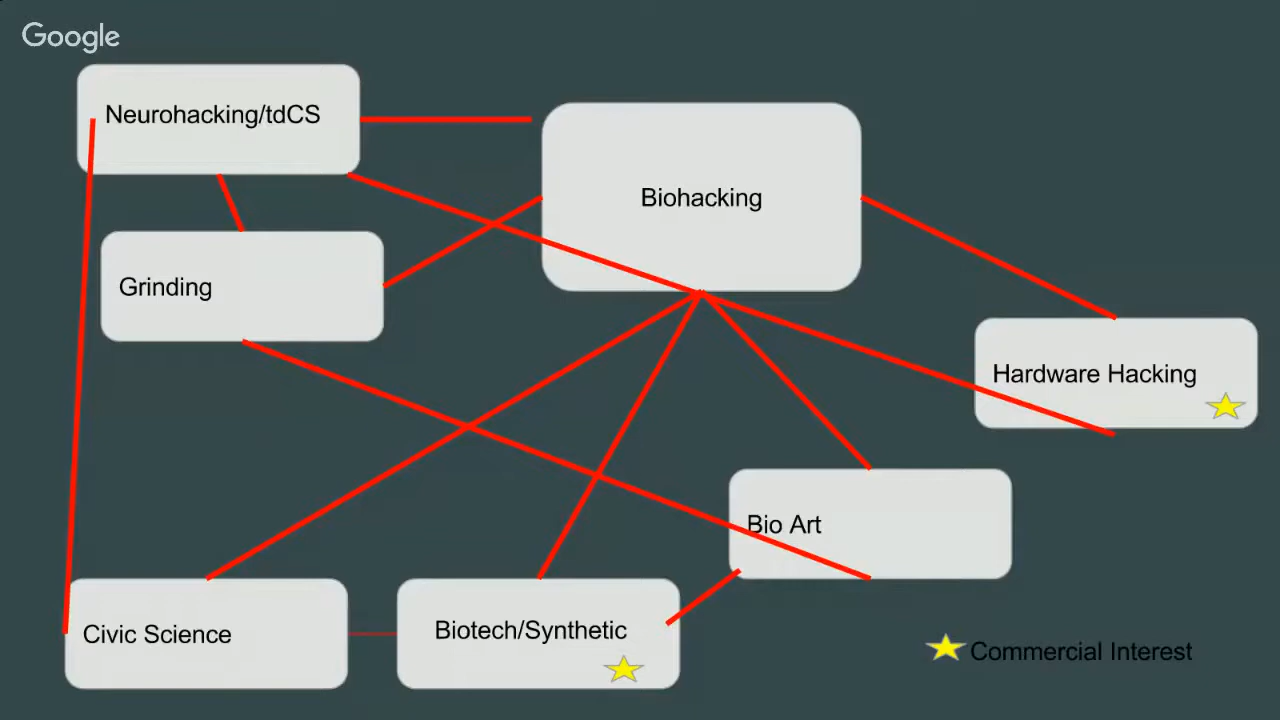 Google
Neurohacking/tdCS
Biohacking
Grinding
Hardware Hacking
Bio Art
Civic Science
Biotech/Synthetic
Commercial Interest